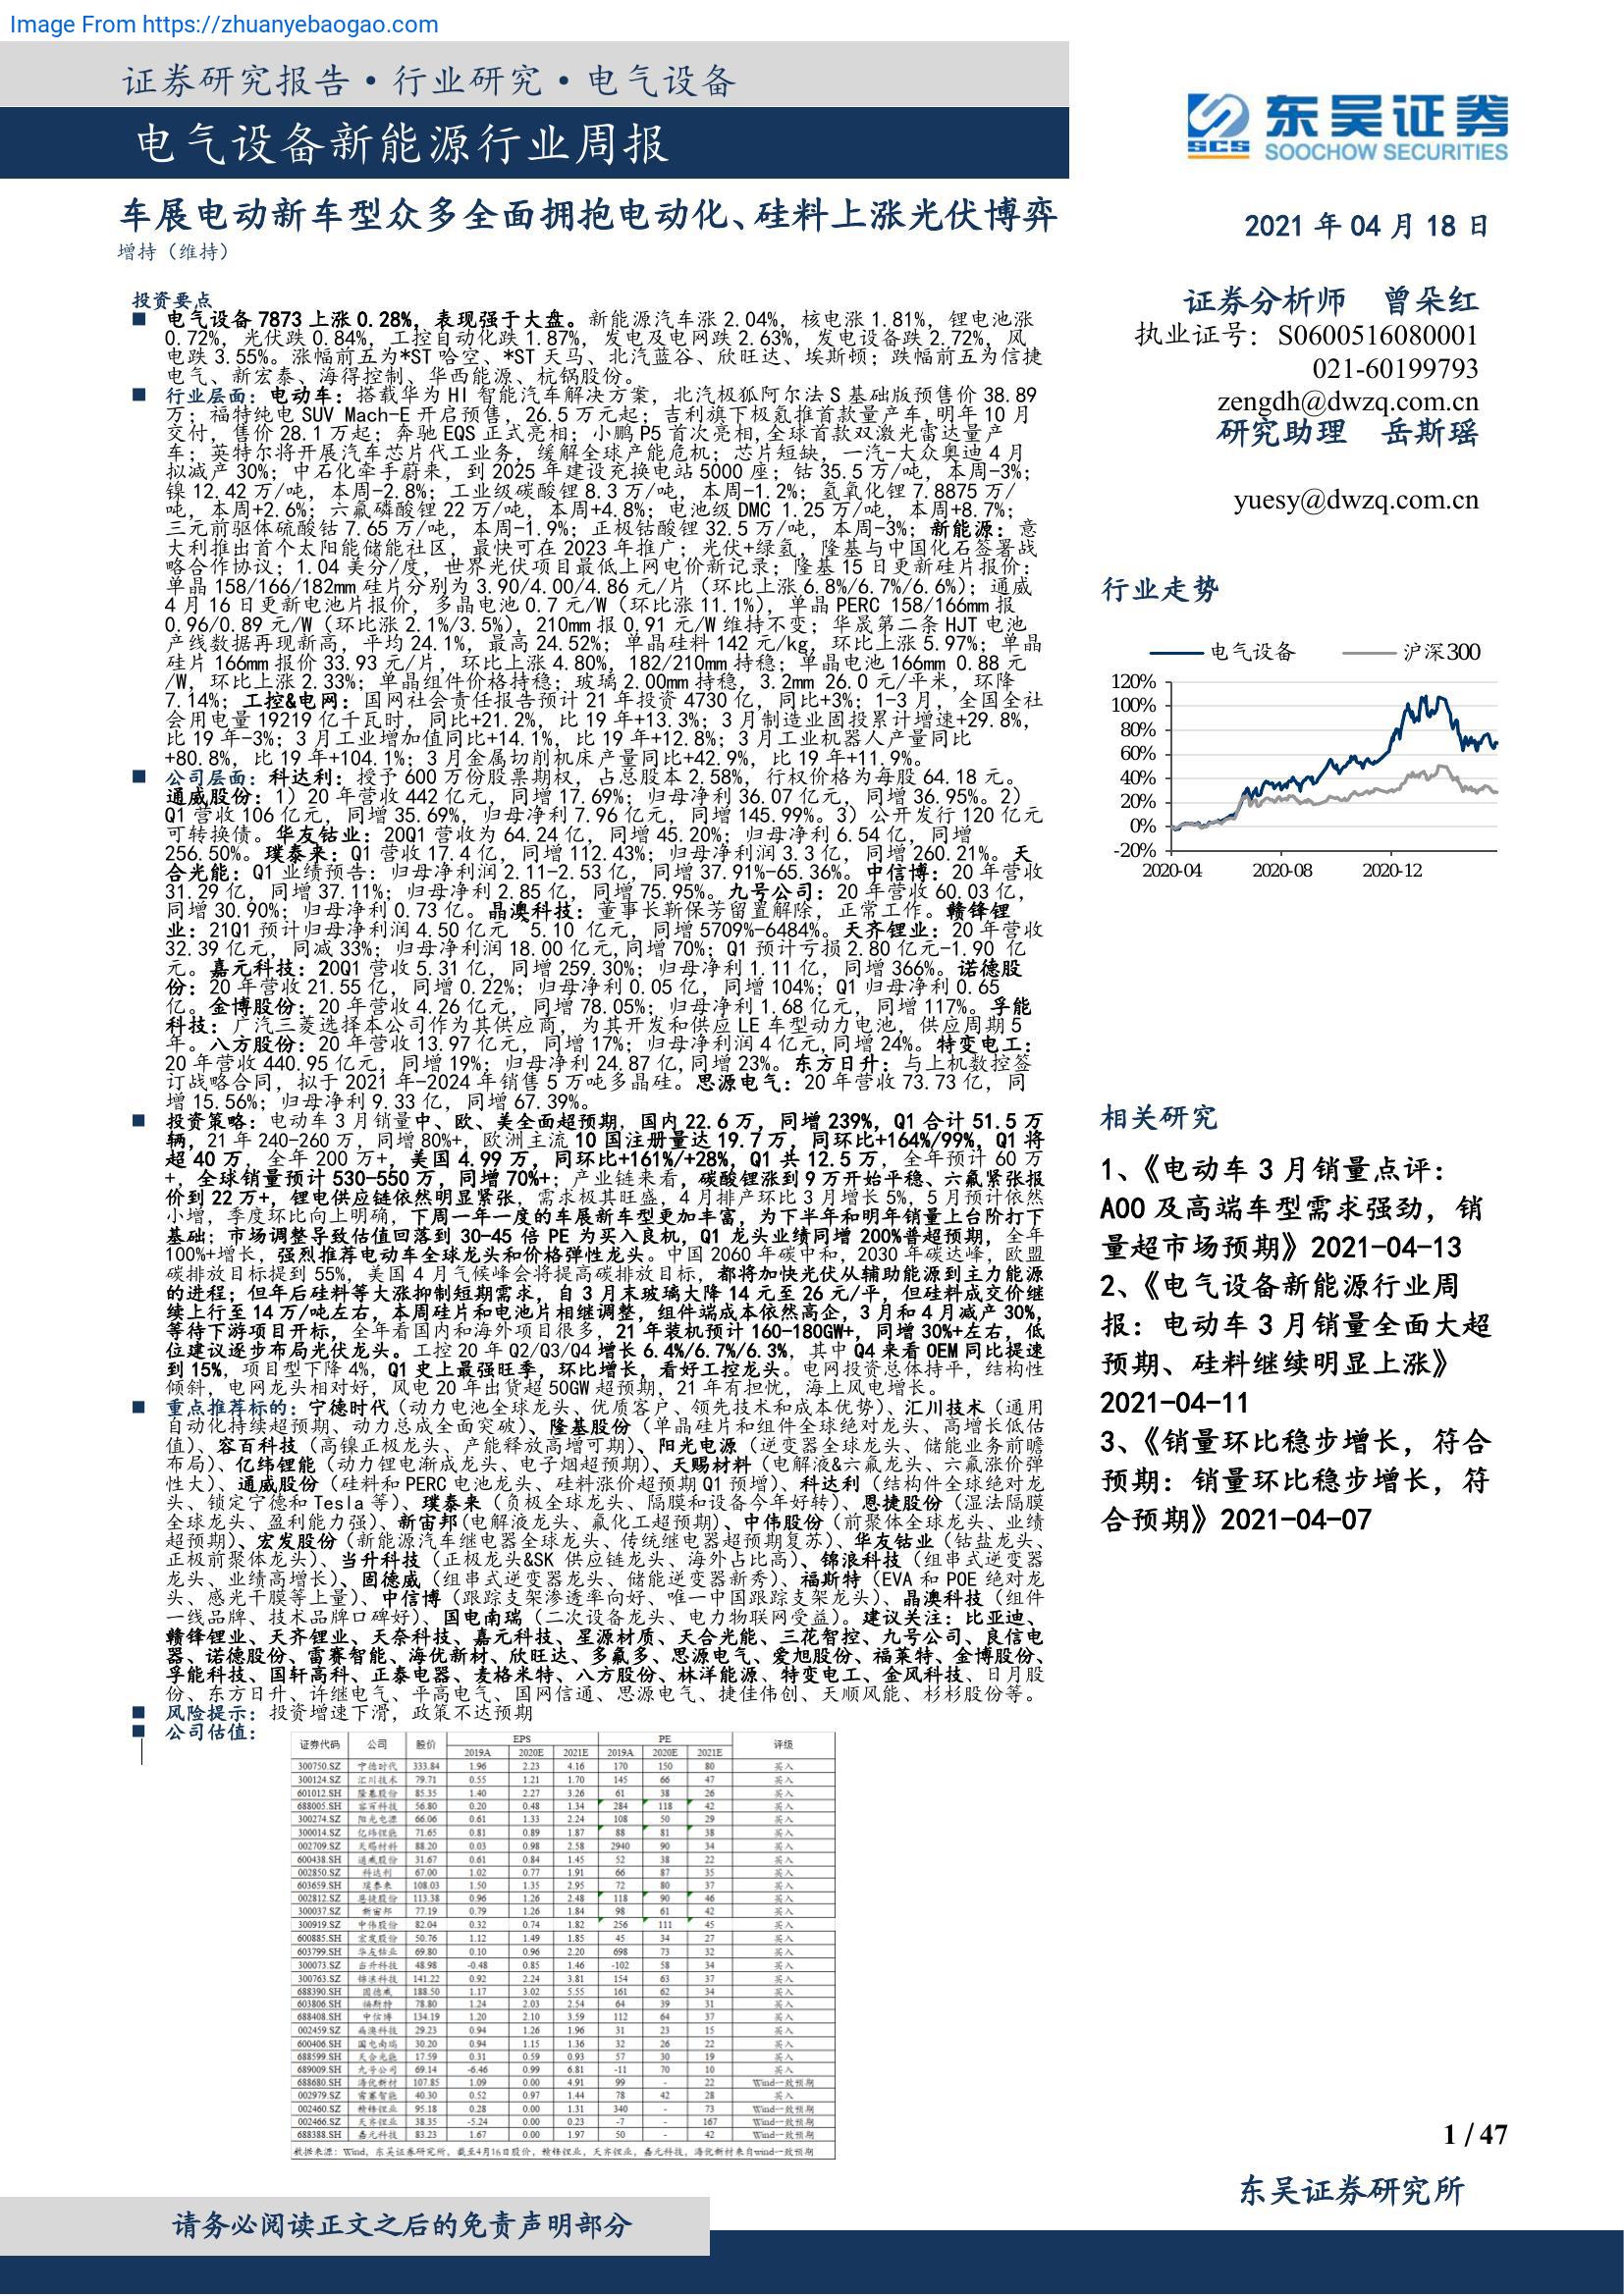 Image From https://zhuanyebaogao.com
证券研究报告·行业研究·电气设备
电气设备新能源行业周报
东吴证券
SCS
SOOCHOW SECURITIES
车展电动新车型众多全面拥抱电动化、硅料上涨光伏博弈
增持（维持）
2021 年 04 月 18 日
证券分析师 曾朵红
执业证号：S0600516080001
021-60199793
zengdh@dwzq.com.cn
研究助理 岳斯瑶
yuesy@dwzq.com.cn
投资要点
■ 电气设备 7873 上涨 0.28%，表现强于大盘。新能源汽车涨 2.04%，核电涨 1.81%，锂电池涨
0.72%，光伏跌 0.84%，工控自动化跌 1.87%，发电及电网跌 2.63%，发电设备跌 2.72%，风
电跌 3.55%。涨幅前五为*ST 哈空、*ST 天马、北汽蓝谷、欣旺达、埃斯顿；跌幅前五为信捷
电气、新宏泰、海得控制、华西能源、杭锅股份。
■ 行业层面：电动车：搭载华为 HI 智能汽车解决方案，北汽极狐阿尔法 S 基础版预售价 38.89
万；福特纯电 SUV Mach-E 开启预售，26.5 万元起；吉利旗下极氪推首款量产车,明年 10 月
交付，售价 28.1 万起；奔驰 EQS 正式亮相；小鹏 P5 首次亮相,全球首款双激光雷达量产
车；英特尔将开展汽车芯片代工业务，缓解全球产能危机；芯片短缺，一汽-大众奥迪 4 月
拟减产 30%；中石化牵手蔚来，到 2025 年建设充换电站 5000 座；钴 35.5 万/吨，本周-3%；
镍 12.42 万/吨，本周-2.8%；工业级碳酸锂 8.3 万/吨，本周-1.2%；氢氧化锂 7.8875 万/
吨，本周+2.6%；六氟磷酸锂 22 万/吨，本周+4.8%；电池级 DMC 1.25 万/吨，本周+8.7%；
三元前驱体硫酸钴 7.65 万/吨，本周-1.9%；正极钴酸锂 32.5 万/吨，本周-3%；新能源：意
大利推出首个太阳能储能社区，最快可在 2023 年推广；光伏+绿氢，隆基与中国化石签署战
略合作协议；1.04 美分/度，世界光伏项目最低上网电价新记录；隆基 15 日更新硅片报价：
单晶 158/166/182mm 硅片分别为 3.90/4.00/4.86 元/片（环比上涨 6.8%/6.7%/6.6%）；通威
4 月 16 日更新电池片报价，多晶电池 0.7 元/W（环比涨 11.1%），单晶 PERC 158/166mm 报
0.96/0.89 元/W（环比涨 2.1%/3.5%），210mm 报 0.91 元/W 维持不变；华晟第二条 HJT 电池
产线数据再现新高，平均 24.1%，最高 24.52%；单晶硅料 142 元/kg，环比上涨 5.97%；单晶
硅片 166mm 报价 33.93 元/片，环比上涨 4.80%，182/210mm 持稳；单晶电池 166mm 0.88 元
/W，环比上涨 2.33%；单晶组件价格持稳；玻璃 2.00mm 持稳，3.2mm 26.0 元/平米，环降
7.14%；工控&电网：国网社会责任报告预计 21 年投资 4730 亿，同比+3%；1-3 月，全国全社
会用电量 19219 亿千瓦时，同比+21.2%，比 19 年+13.3%；3 月制造业固投累计增速+29.8%，
比 19 年-3%；3 月工业增加值同比+14.1%，比 19 年+12.8%；3 月工业机器人产量同比
+80.8%，比 19 年+104.1%；3 月金属切削机床产量同比+42.9%，比 19 年+11.9%。
■ 公司层面：科达利：授予 600 万份股票期权，占总股本 2.58%，行权价格为每股 64.18 元。
通威股份：1）20 年营收 442 亿元，同增 17.69%；归母净利 36.07 亿元，同增 36.95%。2）
Q1 营收 106 亿元，同增 35.69%，归母净利 7.96 亿元，同增 145.99%。3）公开发行 120 亿元
可转换债。华友钴业：20Q1 营收为 64.24 亿，同增 45.20%；归母净利 6.54 亿，同增
256.50%。璞泰来：Q1 营收 17.4 亿，同增 112.43%；归母净利润 3.3 亿，同增 260.21%。天
合光能：Q1 业绩预告：归母净利润 2.11-2.53 亿，同增 37.91%-65.36%。中信博：20 年营收
31.29 亿，同增 37.11%；归母净利 2.85 亿，同增 75.95%。九号公司：20 年营收 60.03 亿，
同增 30.90%；归母净利 0.73 亿。晶澳科技：董事长靳保芳留置解除，正常工作。赣锋锂
业：21Q1 预计归母净利润 4.50 亿元~5.10 亿元，同增 5709%-6484%。天齐锂业：20 年营收
32.39 亿元，同减 33%；归母净利润 18.00 亿元,同增 70%；Q1 预计亏损 2.80 亿元-1.90 亿
元。嘉元科技：20Q1 营收 5.31 亿，同增 259.30%；归母净利 1.11 亿，同增 366%。诺德股
份：20 年营收 21.55 亿，同增 0.22%；归母净利 0.05 亿，同增 104%；Q1 归母净利 0.65
亿。金博股份：20 年营收 4.26 亿元，同增 78.05%；归母净利 1.68 亿元，同增 117%。孚能
科技：广汽三菱选择本公司作为其供应商，为其开发和供应 LE 车型动力电池，供应周期 5
年。八方股份：20 年营收 13.97 亿元，同增 17%；归母净利润 4 亿元,同增 24%。特变电工：
20 年营收 440.95 亿元，同增 19%；归母净利 24.87 亿,同增 23%。东方日升：与上机数控签
订战略合同，拟于 2021 年-2024 年销售 5 万吨多晶硅。思源电气：20 年营收 73.73 亿，同
增 15.56%；归母净利 9.33 亿，同增 67.39%。
■ 投资策略：电动车 3 月销量中、欧、美全面超预期，国内 22.6 万，同增 239%，Q1 合计 51.5 万
辆，21 年 240-260 万，同增 80%+，欧洲主流 10 国注册量达 19.7 万，同环比+164%/99%，Q1 将
超 40 万，全年 200 万+，美国 4.99 万，同环比+161%/+28%，Q1 共 12.5 万，全年预计 60 万
+，全球销量预计 530-550 万，同增 70%+；产业链来看，碳酸锂涨到 9 万开始平稳、六氟紧张报
价到 22 万+，锂电供应链依然明显紧张，需求极其旺盛，4 月排产环比 3 月增长 5%，5 月预计依然
小增，季度环比向上明确，下周一年一度的车展新车型更加丰富，为下半年和明年销量上台阶打下
基础；市场调整导致估值回落到 30-45 倍 PE 为买入良机，Q1 龙头业绩同增 200%普超预期，全年
100%+增长，强烈推荐电动车全球龙头和价格弹性龙头。中国 2060 年碳中和，2030 年碳达峰，欧盟
碳排放目标提到 55%，美国 4 月气候峰会将提高碳排放目标，都将加快光伏从辅助能源到主力能源
的进程；但年后硅料等大涨抑制短期需求，自 3 月末玻璃大降 14 元至 26 元/平，但硅料成交价继
续上行至 14 万/吨左右，本周硅片和电池片相继调整，组件端成本依然高企，3 月和 4 月减产 30%，
等待下游项目开标，全年看国内和海外项目很多，21 年装机预计 160-180GW+，同增 30%+左右，低
位建议逐步布局光伏龙头。工控 20 年 Q2/Q3/Q4 增长 6.4%/6.7%/6.3%，其中 Q4 来看 OEM 同比提速
到 15%，项目型下降 4%，Q1 史上最强旺季，环比增长，看好工控龙头。电网投资总体持平，结构性
倾斜，电网龙头相对好，风电 20 年出货超 50GW 超预期，21 年有担忧，海上风电增长。
■ 重点推荐标的：宁德时代（动力电池全球龙头、优质客户、领先技术和成本优势）、汇川技术（通用
自动化持续超预期、动力总成全面突破）、隆基股份（单晶硅片和组件全球绝对龙头、高增长低估
值）、容百科技（高镍正极龙头、产能释放高增可期）、阳光电源（逆变器全球龙头、储能业务前瞻
布局）、亿纬锂能（动力锂电渐成龙头、电子烟超预期）、天赐材料（电解液&六氟龙头、六氟涨价弹
性大）、通威股份（硅料和 PERC 电池龙头、硅料涨价超预期 Q1 预增）、科达利（结构件全球绝对龙
头、锁定宁德和 Tesla 等）、璞泰来（负极全球龙头、隔膜和设备今年好转）、恩捷股份（湿法隔膜
全球龙头、盈利能力强）、新宙邦(电解液龙头、氟化工超预期）、中伟股份（前聚体全球龙头、业绩
超预期）、宏发股份（新能源汽车继电器全球龙头、传统继电器超预期复苏）、华友钴业（钴盐龙头、
正极前聚体龙头）、当升科技（正极龙头&SK 供应链龙头、海外占比高）、锦浪科技（组串式逆变器
龙头、业绩高增长）、固德威（组串式逆变器龙头、储能逆变器新秀）、福斯特（EVA 和 POE 绝对龙
头、感光干膜等上量）、中信博（跟踪支架渗透率向好、唯一中国跟踪支架龙头）、晶澳科技（组件
一线品牌、技术品牌口碑好）、国电南瑞（二次设备龙头、电力物联网受益）。建议关注：比亚迪、
赣锋锂业、天齐锂业、天奈科技、嘉元科技、星源材质、天合光能、三花智控、九号公司、良信电
器、诺德股份、雷赛智能、海优新材、欣旺达、多氟多、思源电气、爱旭股份、福莱特、金博股份、
孚能科技、国轩高科、正泰电器、麦格米特、八方股份、林洋能源、特变电工、金风科技、日月股
份、东方日升、许继电气、平高电气、国网信通、思源电气、捷佳伟创、天顺风能、杉杉股份等。
■ 风险提示：投资增速下滑，政策不达预期
■ 公司估值：
证券代码 公司 股价 EPS PE 评级
2019A 2020E 2021E 2019A 2020E 2021E
300750.SZ 宁德时代 333.84 1.96 2.23 4.16 170 150 80 买入
300124.SZ 汇川技术 79.71 0.55 1.21 1.70 145 66 47 买入
601012.SH 隆基股份 85.35 1.40 2.27 3.26 61 38 26 买入
688005.SH 容百科技 56.80 0.20 0.48 1.34 284 118 42 买入
300274.SZ 阳光电源 66.06 0.61 1.33 2.24 108 50 29 买入
300014.SZ 亿纬锂能 71.65 0.81 0.89 1.87 88 81 38 买入
002709.SZ 天赐材料 88.20 0.03 0.98 2.58 2940 90 34 买入
600438.SH 通威股份 31.67 0.61 0.84 1.45 52 38 22 买入
002850.SZ 科达利 67.00 1.02 0.77 1.91 66 87 35 买入
603659.SH 璞泰来 108.03 1.50 1.35 2.95 72 80 37 买入
002812.SZ 恩捷股份 113.38 0.96 1.26 2.48 118 90 46 买入
300037.SZ 新宙邦 77.19 0.79 1.26 1.84 98 61 42 买入
300919.SZ 中伟股份 82.04 0.32 0.74 1.82 256 111 45 买入
600885.SH 宏发股份 50.76 1.12 1.49 1.85 45 34 27 买入
603799.SH 华友钴业 69.80 0.10 0.96 2.20 698 73 32 买入
300073.SZ 当升科技 48.98 -0.48 0.85 1.46 -102 58 34 买入
300763.SZ 锦浪科技 141.22 0.92 2.24 3.81 154 63 37 买入
688390.SH 固德威 188.50 1.17 3.02 5.55 161 62 34 买入
603806.SH 福斯特 78.80 1.24 2.03 2.54 64 39 31 买入
688408.SH 中信博 134.19 1.20 2.10 3.59 112 64 37 买入
002459.SZ 晶澳科技 29.23 0.94 1.26 1.96 31 23 15 买入
600406.SH 国电南瑞 30.20 0.94 1.15 1.36 32 26 22 买入
688599.SH 天合光能 17.59 0.31 0.59 0.93 57 30 19 买入
689009.SH 九号公司 69.14 -6.46 0.99 6.81 -11 70 10 买入
688680.SH 海优新材 107.85 1.09 0.00 4.91 99 - 22 Wind一致预期
002979.SZ 雷赛智能 40.30 0.52 0.97 1.44 78 42 28 买入
002460.SZ 赣锋锂业 95.18 0.28 0.00 1.31 340 - 73 Wind一致预期
002466.SZ 天齐锂业 38.35 -5.24 0.00 0.23 -7 - 167 Wind一致预期
688388.SH 嘉元科技 83.23 1.67 0.00 1.97 50 - 42 Wind一致预期
数据来源：Wind，东吴证券研究所，截至4月16日股价，赣锋锂业，天齐锂业，嘉元科技，海优新材来自wind一致预期
行业走势
电气设备 沪深300
120%
100%
80%
60%
40%
20%
0%
-20%
2020-04 2020-08 2020-12
相关研究
1、《电动车 3 月销量点评：
A00 及高端车型需求强劲，销
量超市场预期》2021-04-13
2、《电气设备新能源行业周
报：电动车 3 月销量全面大超
预期、硅料继续明显上涨》
2021-04-11
3、《销量环比稳步增长，符合
预期：销量环比稳步增长，符
合预期》2021-04-07
1 / 47
东吴证券研究所
请务必阅读正文之后的免责声明部分